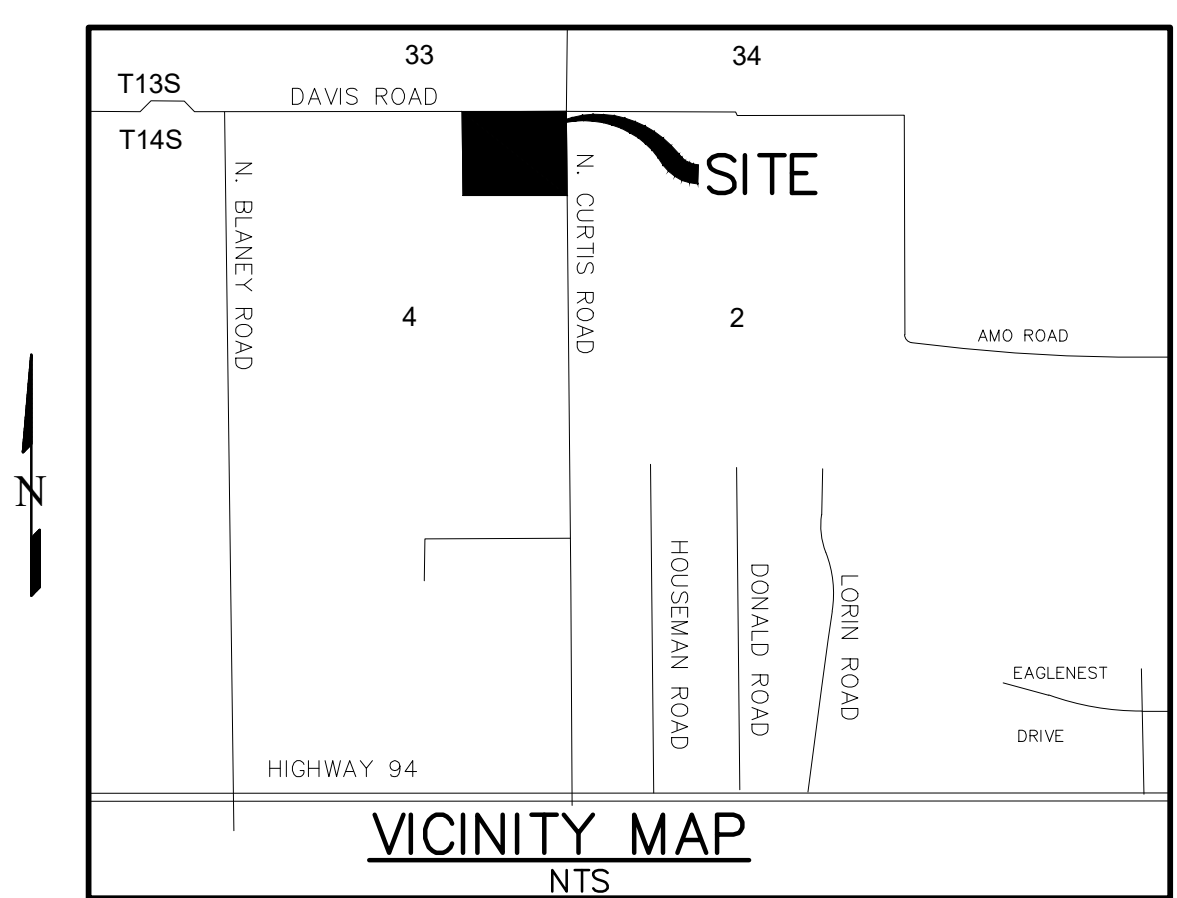 33
34
T13S
DAVIS ROAD
T14S
SITE
N. BLANEY ROAD
N. CURTIS ROAD
4
2
AMO ROAD
N
HOUSEMAN ROAD
DONALD ROAD
LORIN ROAD
EAGLENEST
DRIVE
HIGHWAY 94
VICINITY MAP
NTS